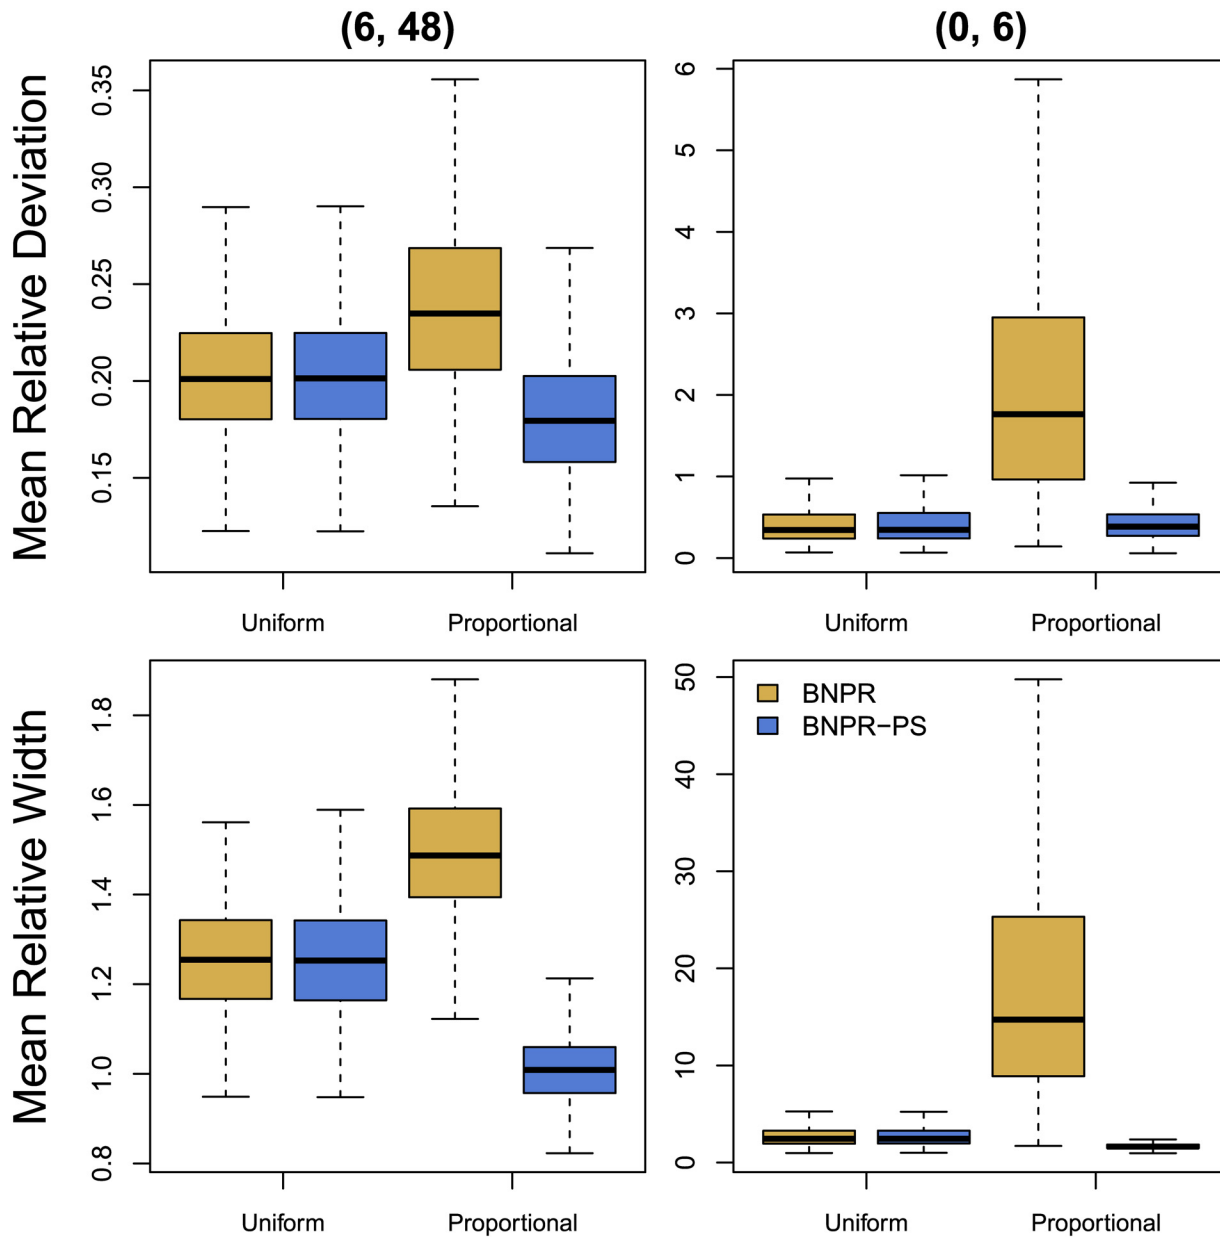 (6, 48)
(0, 6)
Mean Relative Deviation
0.35
0.30
0.25
0.20
0.15
6
5
4
3
2
1
0
Uniform
Proportional
Uniform
Proportional
Mean Relative Width
1.8
1.6
1.4
1.2
1.0
0.8
50
40
30
20
10
0
BNPR
BNPR−PS
Uniform
Proportional
Uniform
Proportional